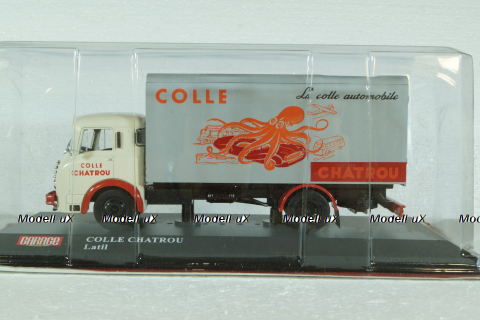 COLLE
La colle automobile
CHATROU
COLLE
CHATROU
Modell uX Modell uX Modell uX Modell uX Modell uX
GARAGE
COLLE CHATROU
Latil